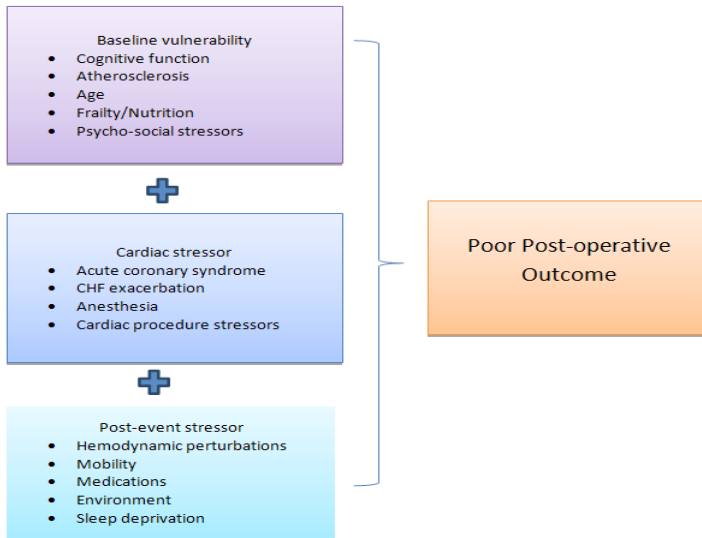 Baseline vulnerability
• Cognitive function
• Atherosclerosis
• Age
• Frailty/Nutrition
• Psycho-social stressors
Cardiac stressor
• Acute coronary syndrome
• CHF exacerbation
• Anesthesia
• Cardiac procedure stressors
Post-event stressor
• Hemodynamic perturbations
• Mobility
• Medications
• Environment
• Sleep deprivation
Poor Post-operative
Outcome